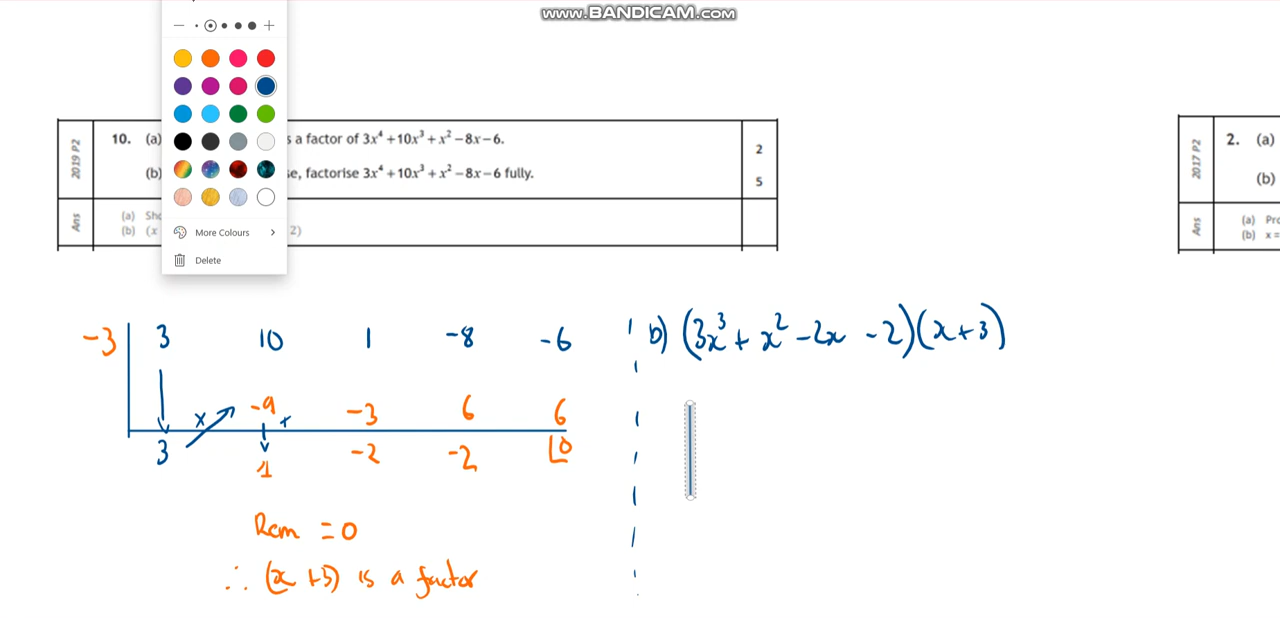 www.BANDICAM.com
2019 P2
10. (a) s a factor of 3x⁴ + 10x³ + x² − 8x − 6.
2
(b) se, factorise 3x⁴ + 10x³ + x² − 8x − 6 fully.
5
Ans
(a) Sho
(b) (x 2)
More Colours
Delete
2017 P2
2. (a)
(b)
Ans
(a) Pro
(b) x =
-3 3 10 1 -8 -6
x -9 + -3 6 6
3 1 -2 -2 0
Rem = 0
∴ (x + 3) is a factor
b) (3x³ + x² - 2x - 2)(x + 3)